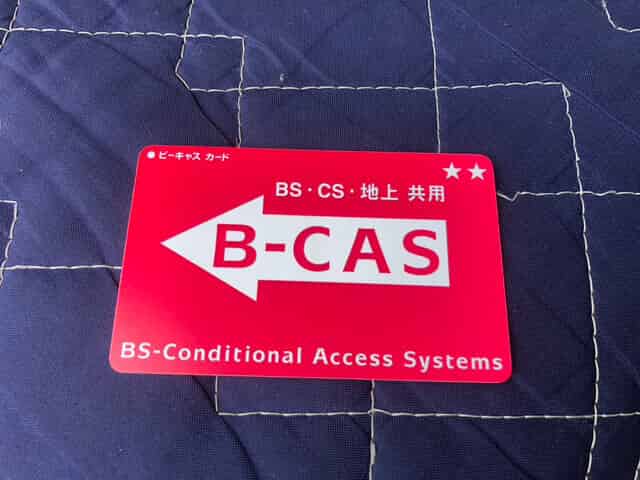 ● ビーキャス カード
★★
BS・CS・地上 共用
B-CAS
BS-Conditional Access Systems